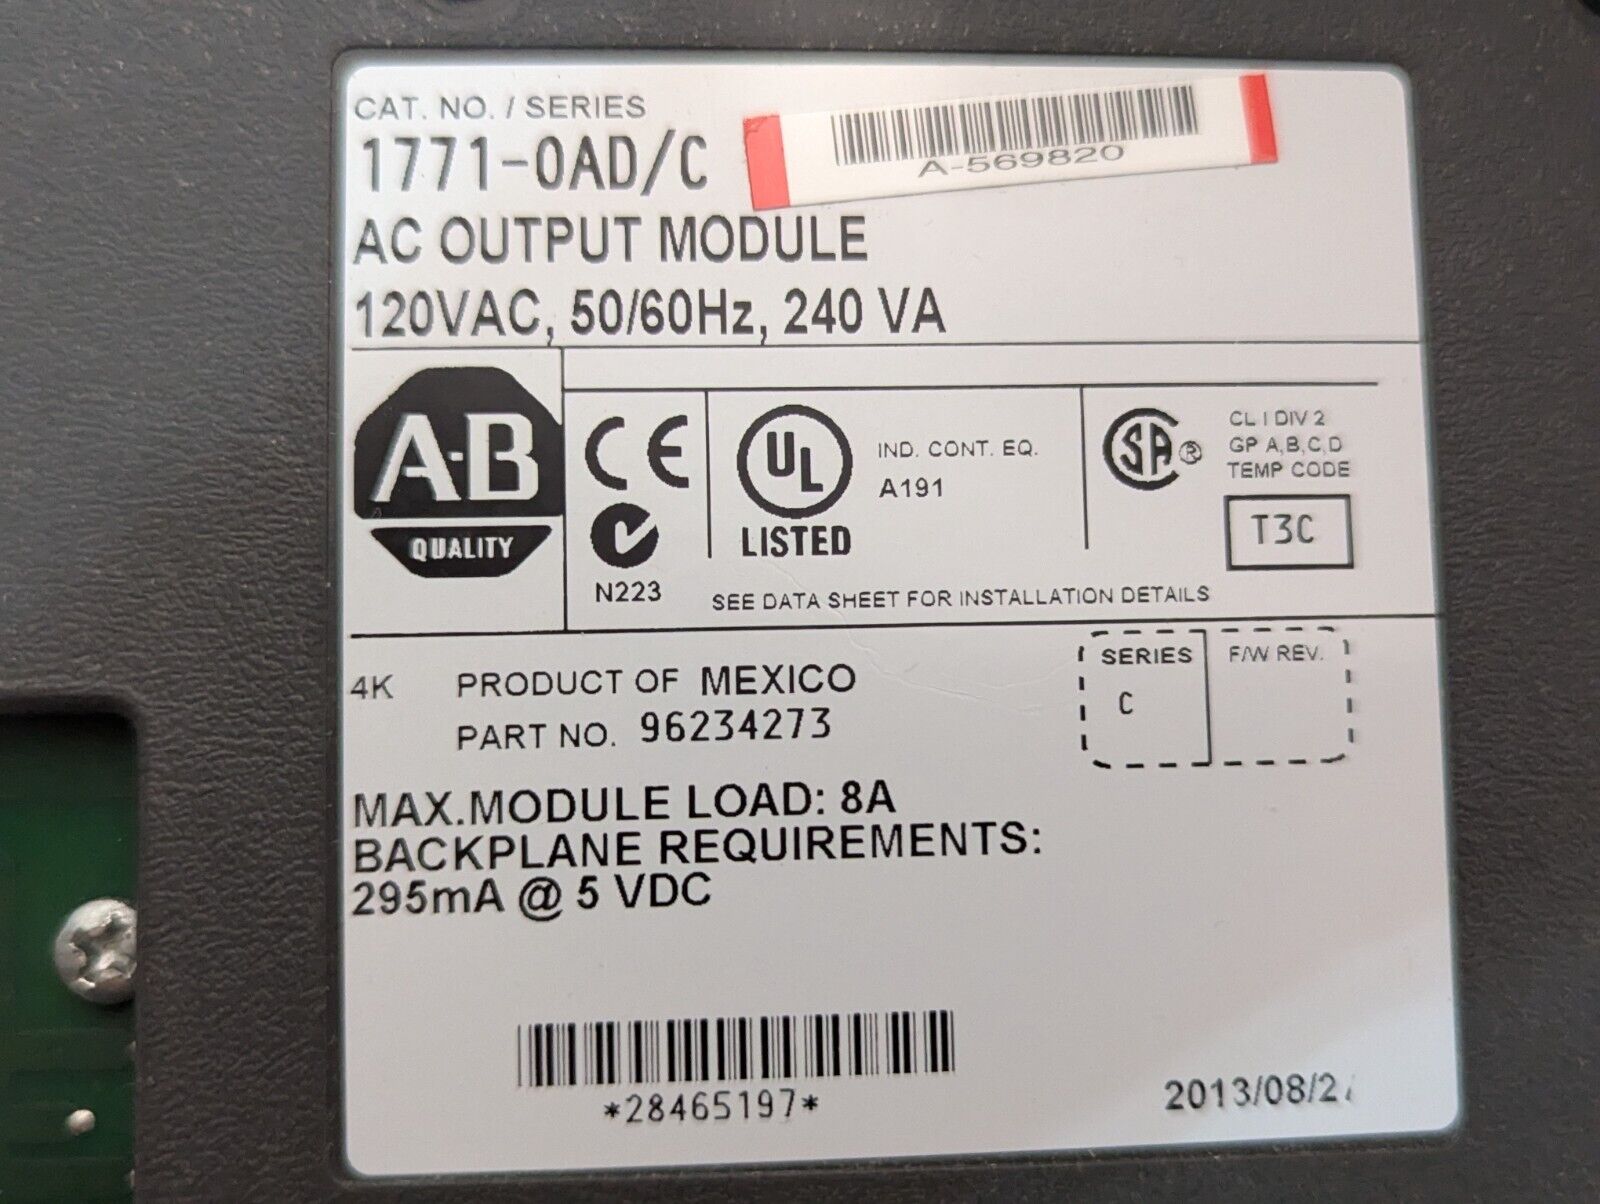 CAT. NO. / SERIES
1771-OAD/C
A-569820
AC OUTPUT MODULE
120VAC, 50/60Hz, 240 VA
A-B
QUALITY
CE
N223
UL
LISTED
IND. CONT. EQ.
A191
SA®
CL I DIV 2
GP A,B,C,D
TEMP CODE
T3C
SEE DATA SHEET FOR INSTALLATION DETAILS
4K
PRODUCT OF MEXICO
PART NO. 96234273
SERIES
C
F/W REV.
MAX.MODULE LOAD: 8A
BACKPLANE REQUIREMENTS:
295mA @ 5 VDC
*28465197*